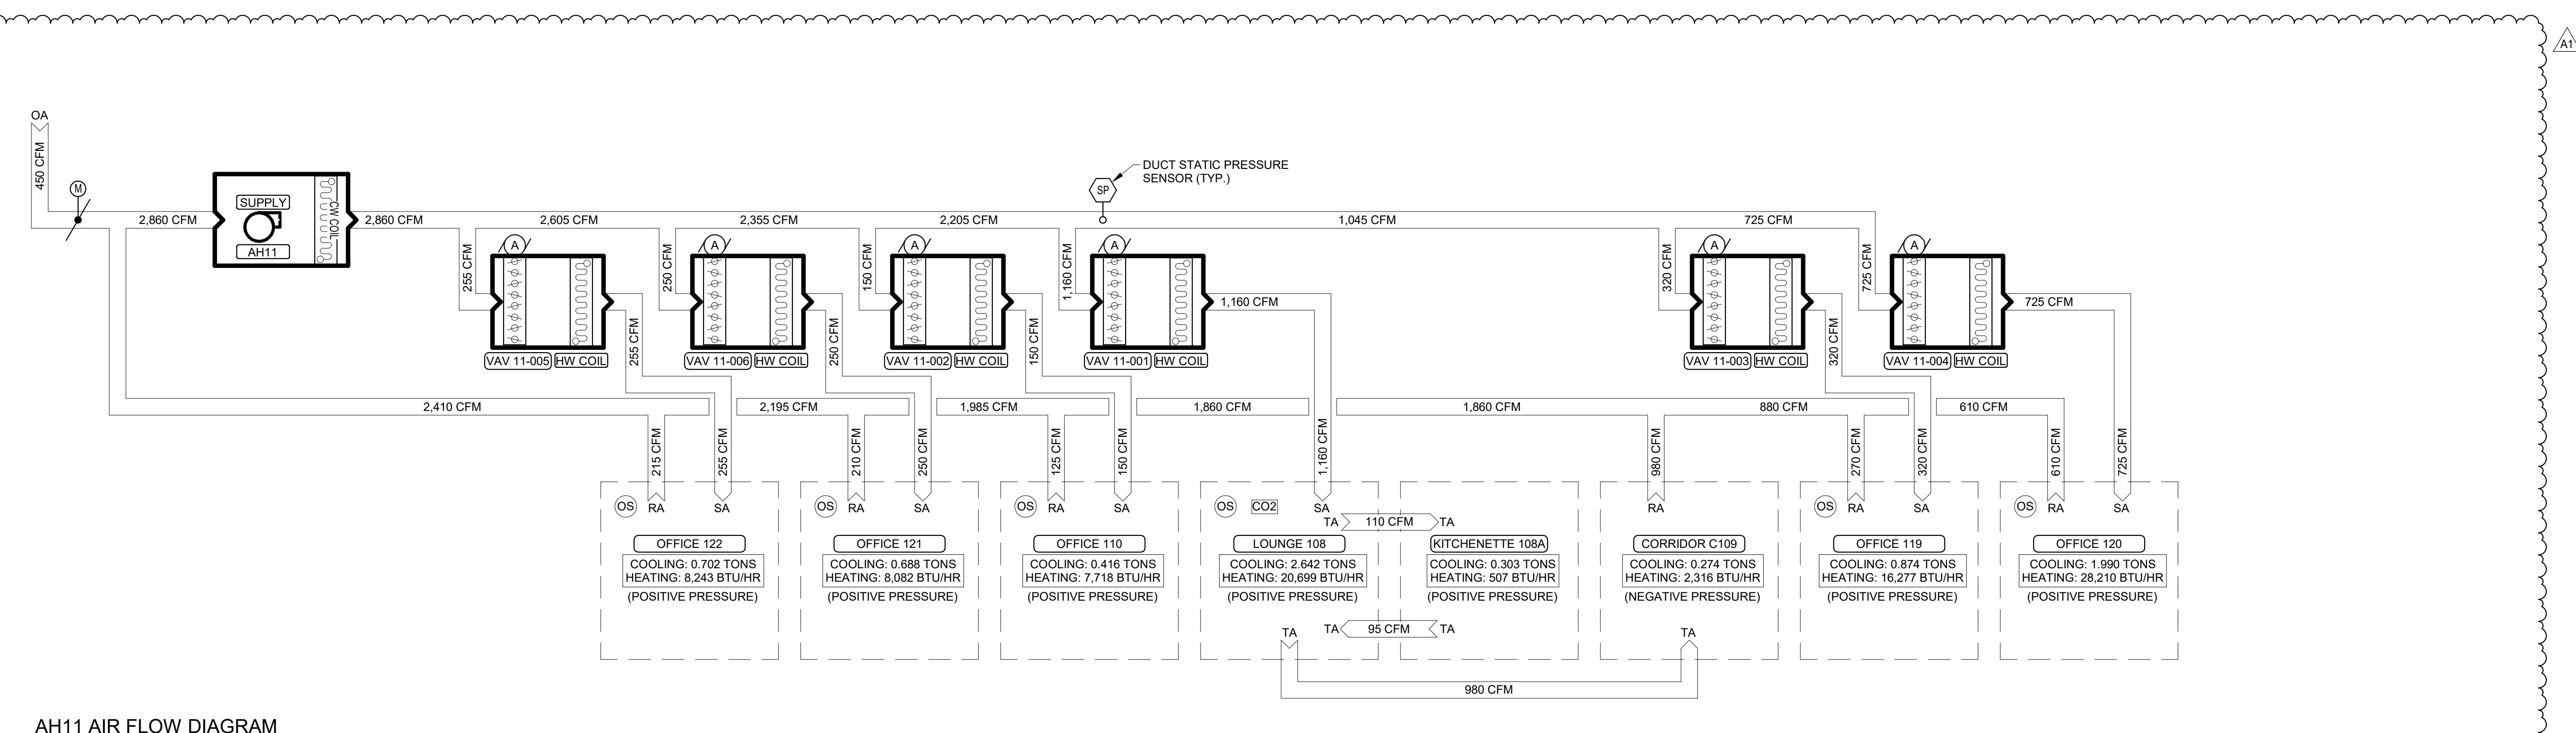 A1
OA
450 CFM
M
2,860 CFM
SUPPLY
AH11
CW COIL
2,860 CFM
2,605 CFM
2,355 CFM
2,205 CFM
SP
DUCT STATIC PRESSURE
SENSOR (TYP.)
1,045 CFM
725 CFM
255 CFM
A
VAV 11-005
HW COIL
255 CFM
250 CFM
A
VAV 11-006
HW COIL
250 CFM
150 CFM
A
VAV 11-002
HW COIL
150 CFM
1,160 CFM
A
VAV 11-001
HW COIL
1,160 CFM
320 CFM
A
VAV 11-003
HW COIL
320 CFM
725 CFM
A
VAV 11-004
HW COIL
725 CFM
2,410 CFM
2,195 CFM
1,985 CFM
1,860 CFM
1,860 CFM
880 CFM
610 CFM
215 CFM
255 CFM
210 CFM
250 CFM
125 CFM
150 CFM
1,160 CFM
980 CFM
270 CFM
320 CFM
610 CFM
725 CFM
OS
RA
SA
OFFICE 122
COOLING: 0.702 TONS
HEATING: 8,243 BTU/HR
(POSITIVE PRESSURE)
OS
RA
SA
OFFICE 121
COOLING: 0.688 TONS
HEATING: 8,082 BTU/HR
(POSITIVE PRESSURE)
OS
RA
SA
OFFICE 110
COOLING: 0.416 TONS
HEATING: 7,718 BTU/HR
(POSITIVE PRESSURE)
OS
CO2
SA
TA
110 CFM
TA
LOUNGE 108
COOLING: 2.642 TONS
HEATING: 20,699 BTU/HR
(POSITIVE PRESSURE)
TA
TA
95 CFM
TA
KITCHENETTE 108A
COOLING: 0.303 TONS
HEATING: 507 BTU/HR
(POSITIVE PRESSURE)
RA
CORRIDOR C109
COOLING: 0.274 TONS
HEATING: 2,316 BTU/HR
(NEGATIVE PRESSURE)
TA
980 CFM
OS
RA
SA
OFFICE 119
COOLING: 0.874 TONS
HEATING: 16,277 BTU/HR
(POSITIVE PRESSURE)
OS
RA
SA
OFFICE 120
COOLING: 1.990 TONS
HEATING: 28,210 BTU/HR
(POSITIVE PRESSURE)
AH11 AIR FLOW DIAGRAM